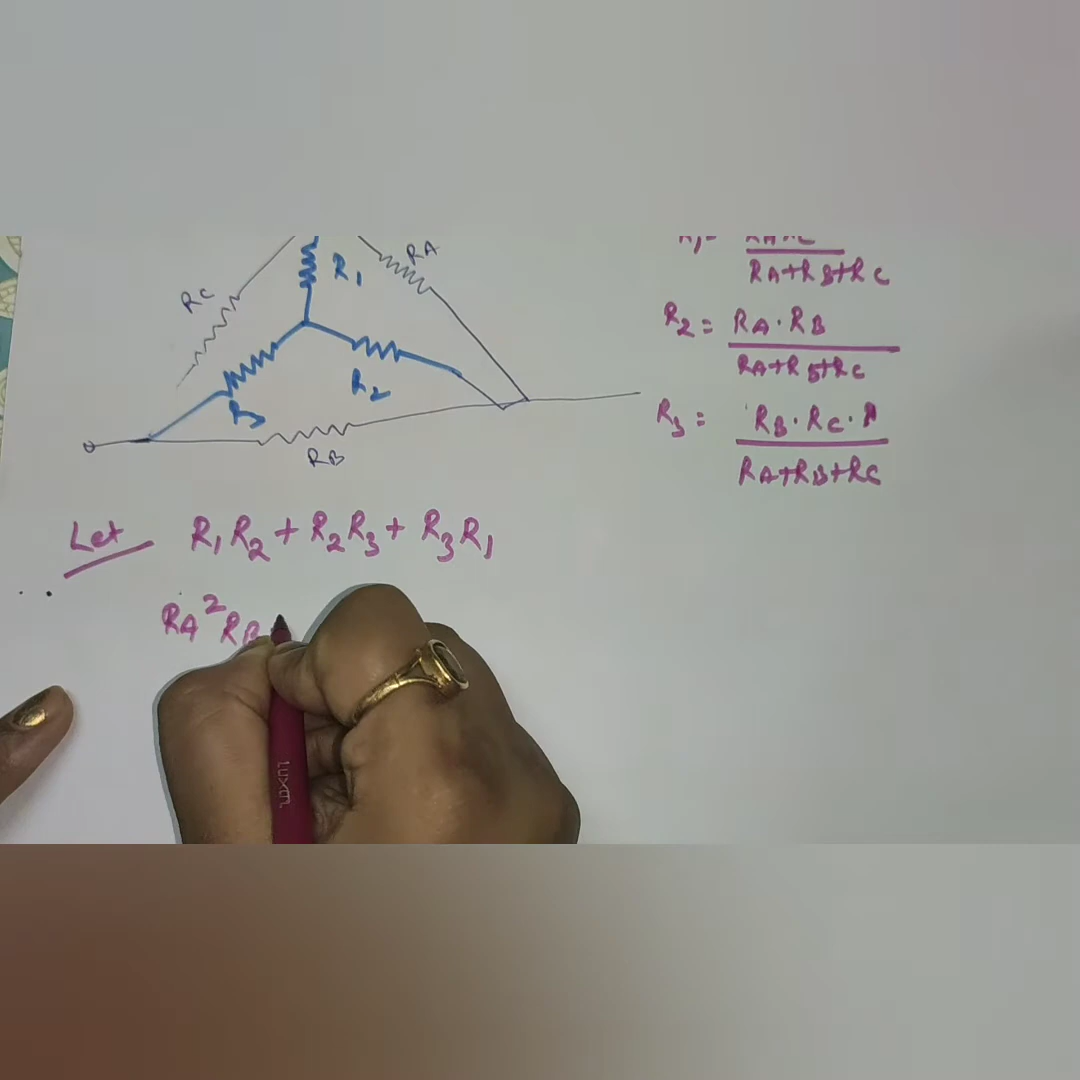 RA
R1
RC
R2
R3
RB
RA+RB+RC
R2 = RA·RB
RA+RB+RC
R3 = RB·RC·
RA+RB+RC
Let R1R2 + R2R3 + R3R1
RA²RB
LUXOR